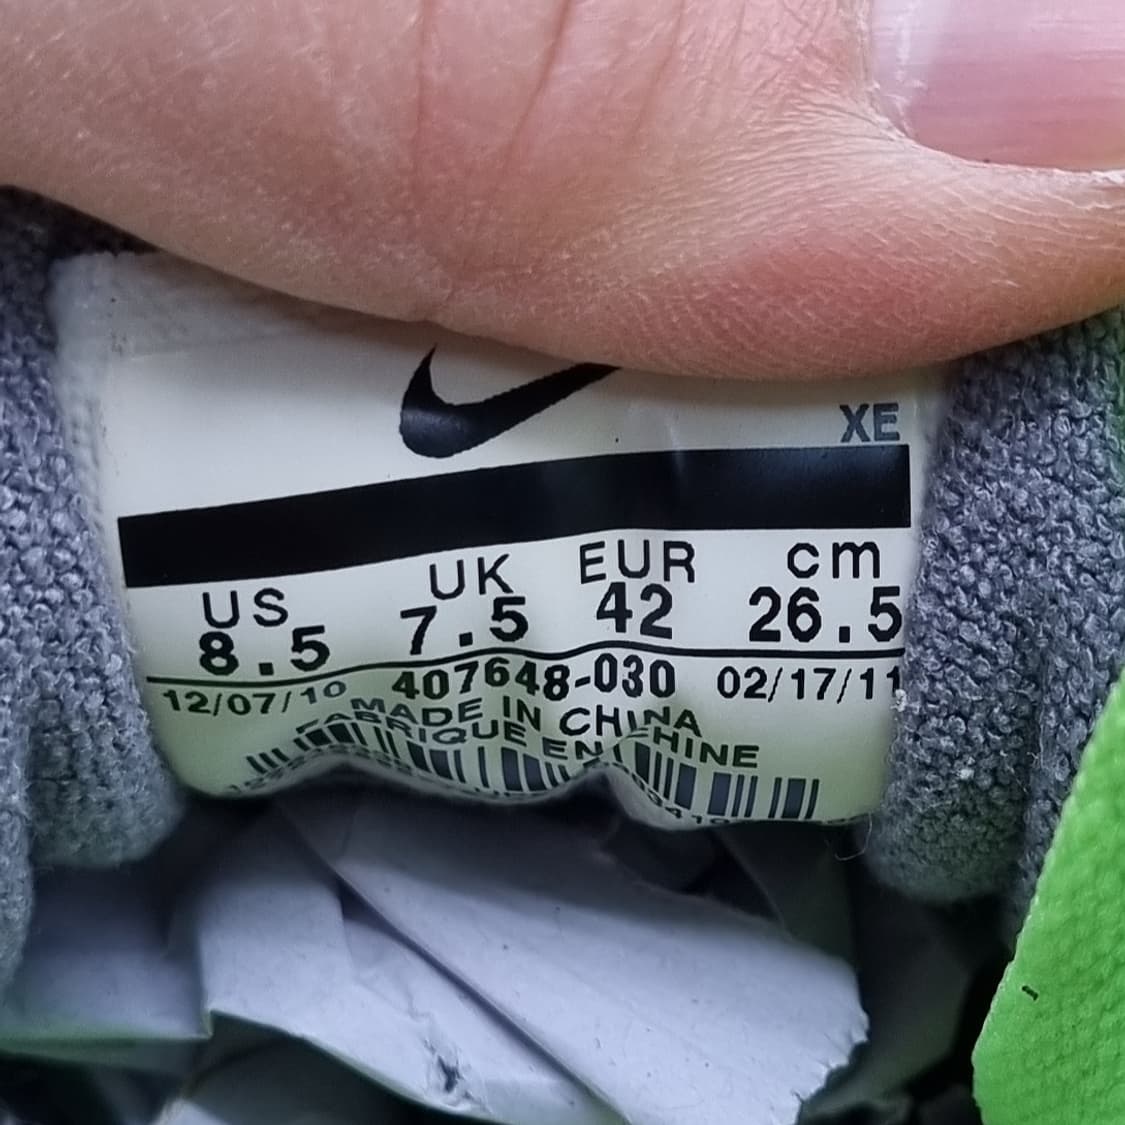 XE
US UK EUR cm
8.5 7.5 42 26.5
12/07/10 407648-030 02/17/11
MADE IN CHINA
FABRIQUE EN CHINE